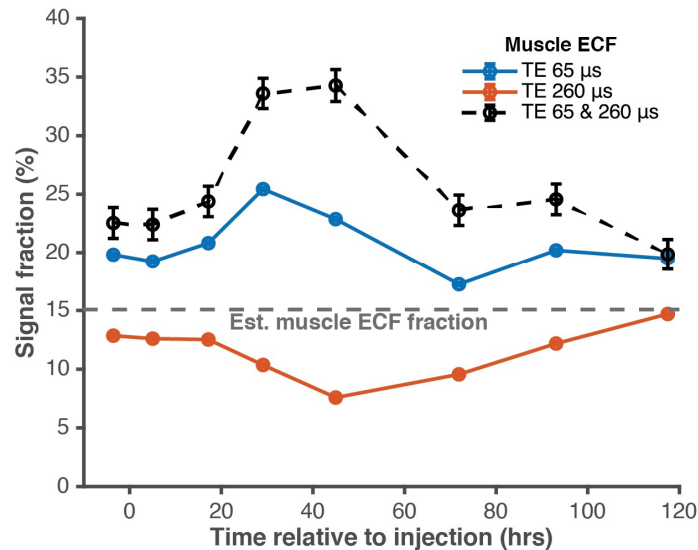 40
35
30
25
20
15
10
5
0
Signal fraction (%)
Muscle ECF
TE 65 µs
TE 260 µs
TE 65 & 260 µs
Est. muscle ECF fraction
0 20 40 60 80 100 120
Time relative to injection (hrs)